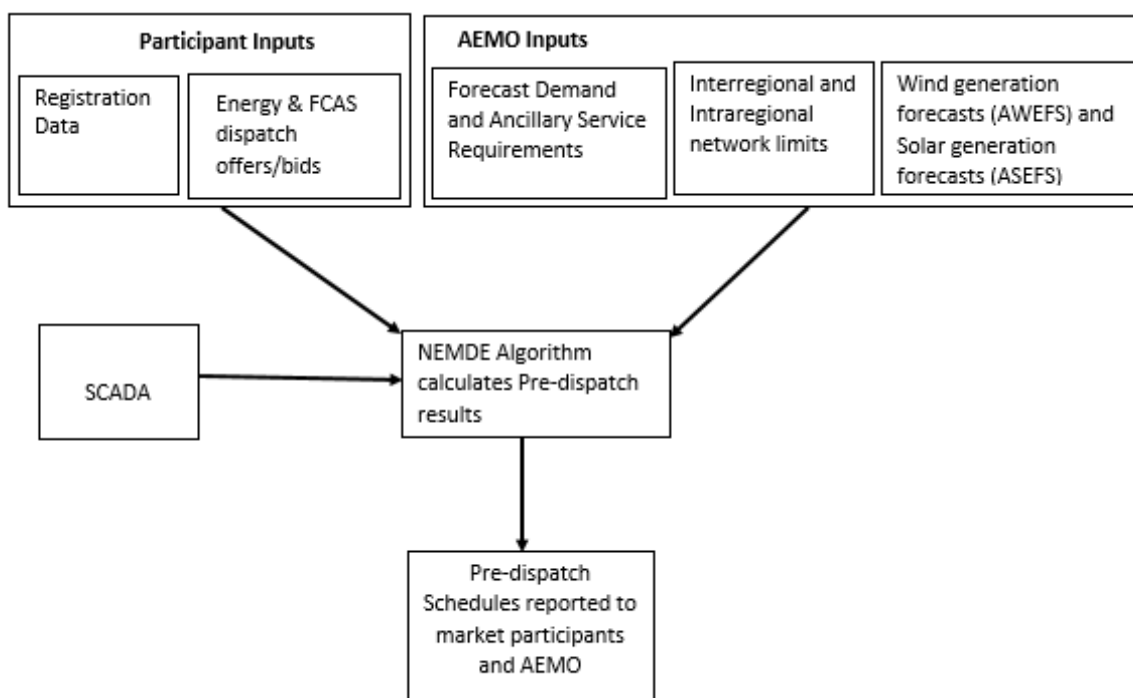 Participant Inputs
Registration
Data
Energy & FCAS
dispatch
offers/bids
AEMO Inputs
Forecast Demand
and Ancillary Service
Requirements
Interregional and
Intraregional
network limits
Wind generation
forecasts (AWEFS) and
Solar generation
forecasts (ASEFS)
SCADA
NEMDE Algorithm
calculates Pre-dispatch
results
Pre-dispatch
Schedules reported to
market participants
and AEMO